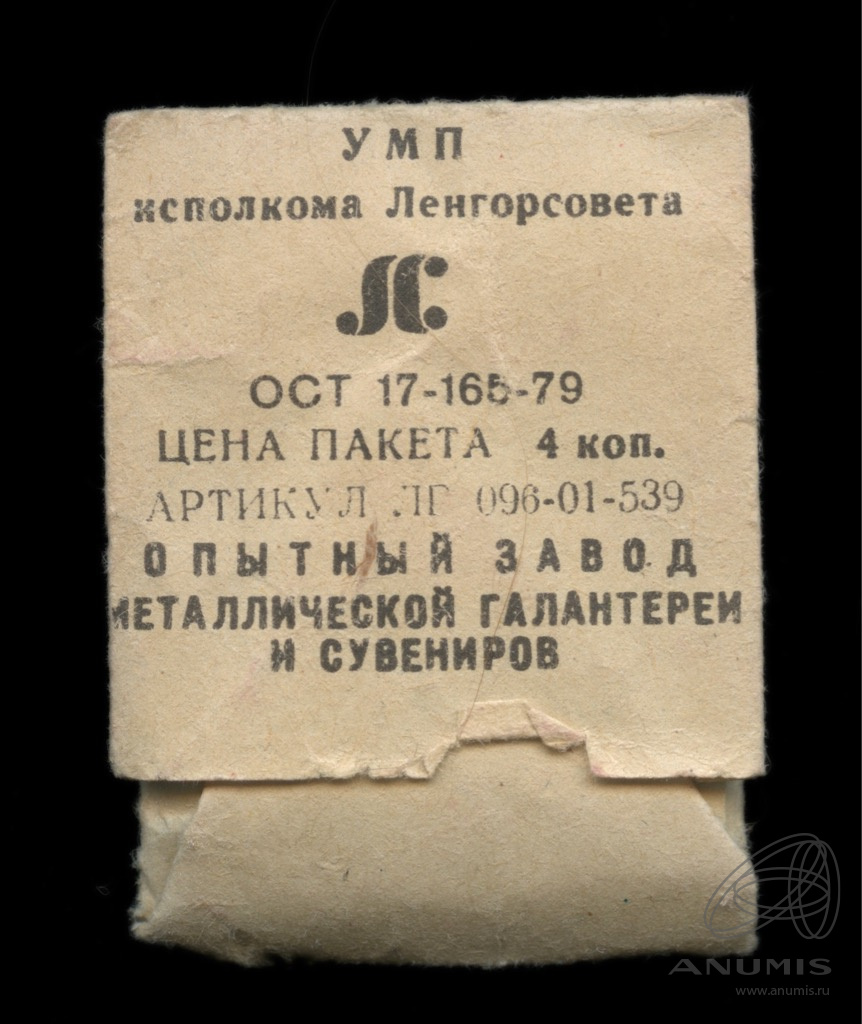 УМП
исполкома Ленгорсовета
ЛС
ОСТ 17-165-79
ЦЕНА ПАКЕТА 4 коп.
АРТИКУЛ ЛГ 096-01-539
ОПЫТНЫЙ ЗАВОД
МЕТАЛЛИЧЕСКОЙ ГАЛАНТЕРЕИ
И СУВЕНИРОВ
ANUMIS
www.anumis.ru